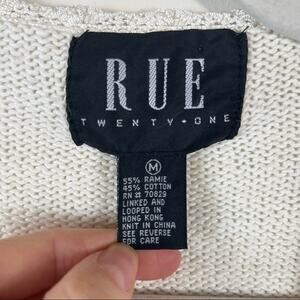 RUE
TWENTY•ONE
M
55% RAMIE
45% COTTON
RN # 70829
LINKED AND
LOOPED IN
HONG KONG
KNIT IN CHINA
SEE REVERSE
FOR CARE